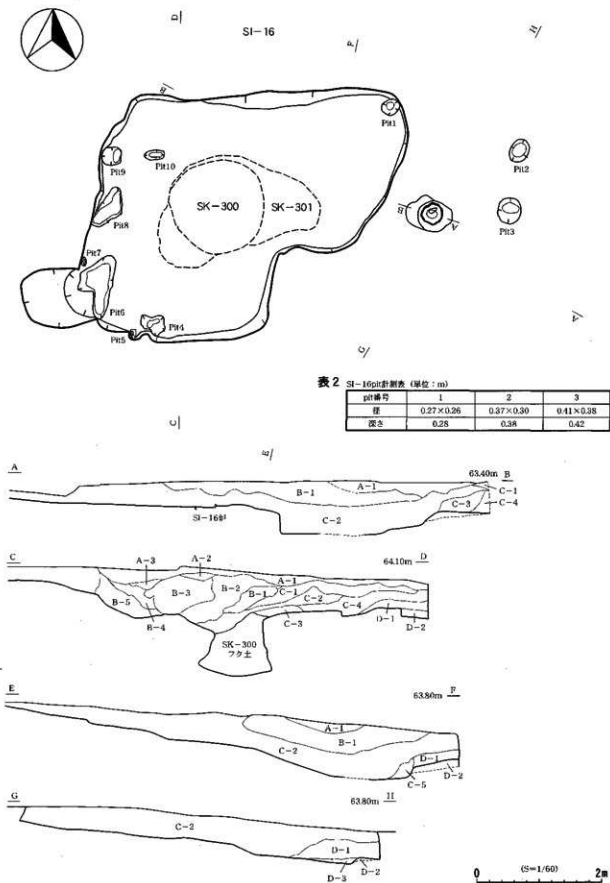 D
SI-16
H
F
B
Pit1
Pit9
Pit10
Pit2
SK-300
SK-301
Pit8
B
A
Pit3
Pit7
Pit6
Pit4
Pit5
A
G
C
E
表2 SI-16pit計測表 (単位:m)
pit番号 1 2 3
径 0.27×0.26 0.37×0.30 0.41×0.38
深さ 0.28 0.38 0.42
A 63.40m B
A-1
B-1
C-1
C-3
C-4
SI-16炉
C-2
C 64.10m D
A-3
A-2
A-1
B-3
B-2
B-1
C-1
C-2
C-4
B-5
B-4
C-3
D-1
D-2
SK-300
フク土
E 63.80m F
A-1
B-1
C-2
D-1
D-2
C-5
G 63.80m H
C-2
D-1
D-2
D-3
(S=1/60)
0 2m